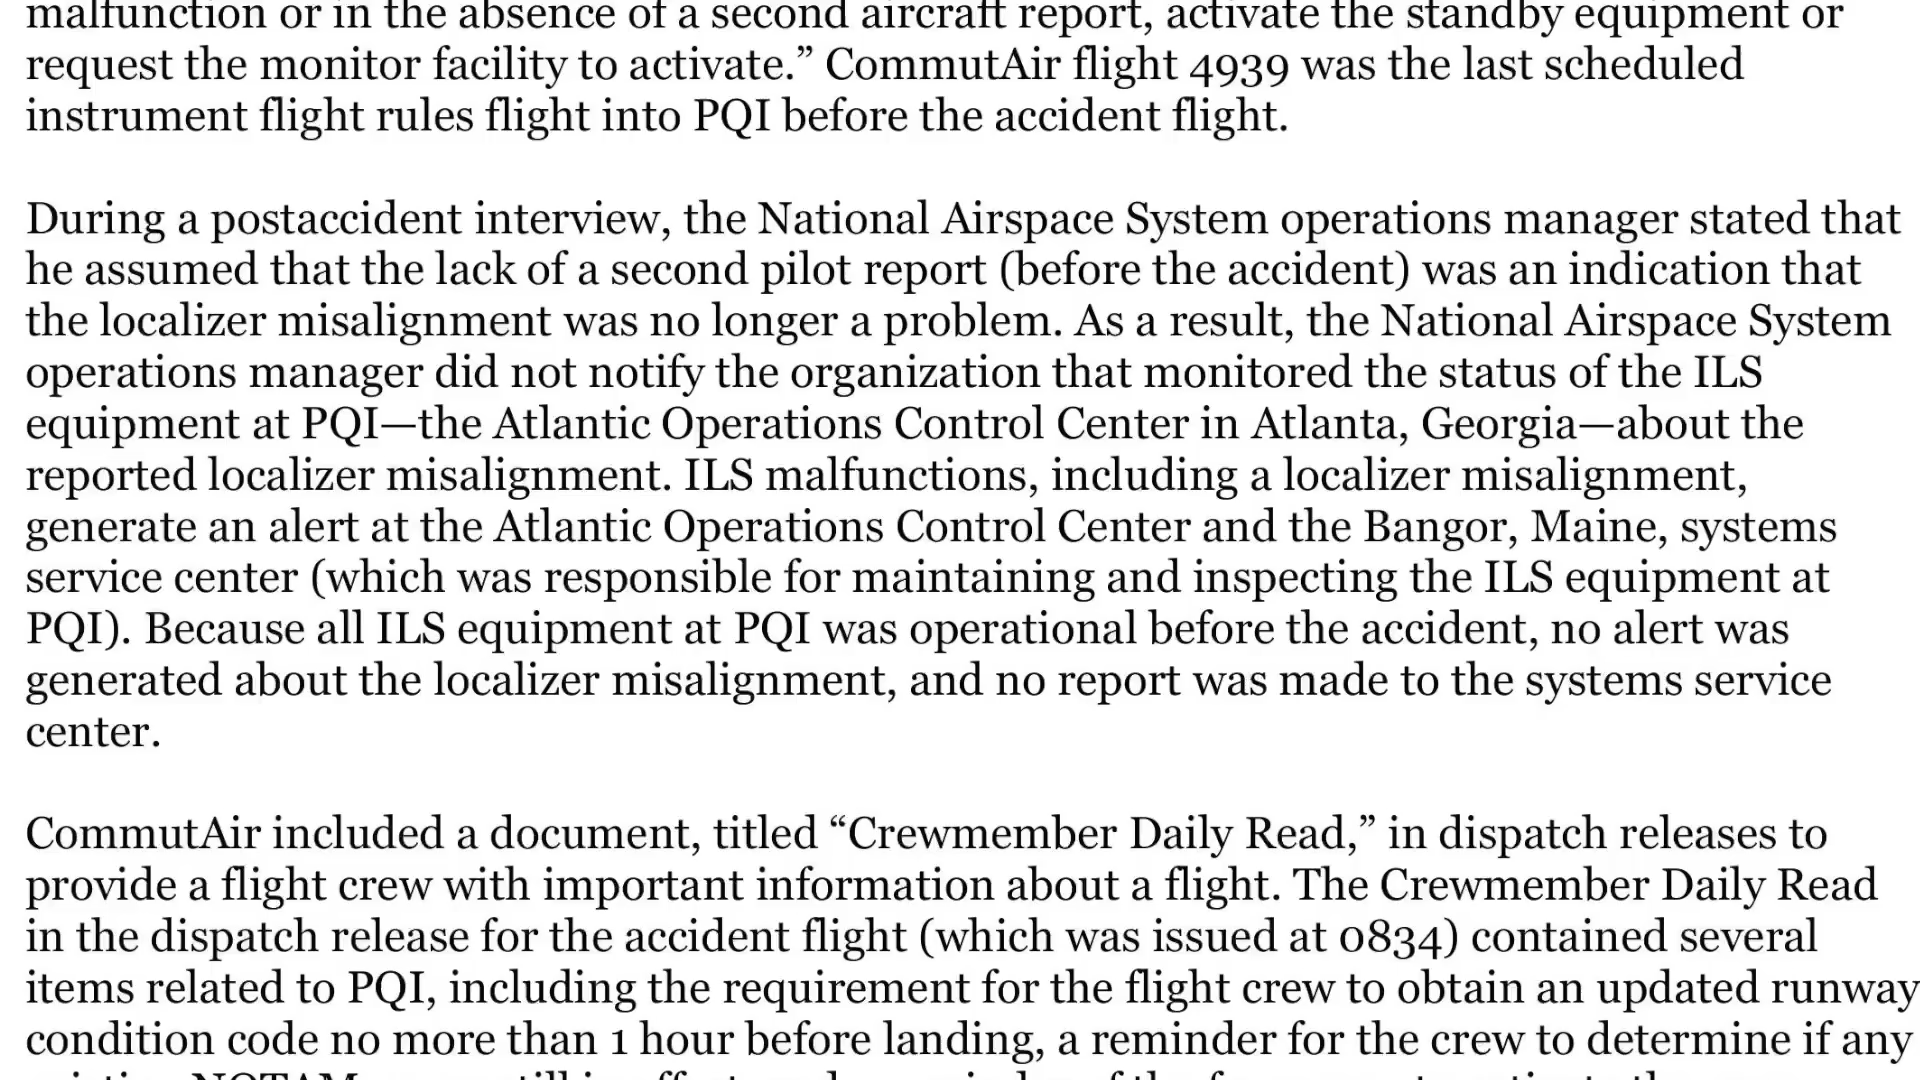 malfunction or in the absence of a second aircraft report, activate the standby equipment or
request the monitor facility to activate.” CommutAir flight 4939 was the last scheduled
instrument flight rules flight into PQI before the accident flight.
During a postaccident interview, the National Airspace System operations manager stated that
he assumed that the lack of a second pilot report (before the accident) was an indication that
the localizer misalignment was no longer a problem. As a result, the National Airspace System
operations manager did not notify the organization that monitored the status of the ILS
equipment at PQI—the Atlantic Operations Control Center in Atlanta, Georgia—about the
reported localizer misalignment. ILS malfunctions, including a localizer misalignment,
generate an alert at the Atlantic Operations Control Center and the Bangor, Maine, systems
service center (which was responsible for maintaining and inspecting the ILS equipment at
PQI). Because all ILS equipment at PQI was operational before the accident, no alert was
generated about the localizer misalignment, and no report was made to the systems service
center.
CommutAir included a document, titled “Crewmember Daily Read,” in dispatch releases to
provide a flight crew with important information about a flight. The Crewmember Daily Read
in the dispatch release for the accident flight (which was issued at 0834) contained several
items related to PQI, including the requirement for the flight crew to obtain an updated runway
condition code no more than 1 hour before landing, a reminder for the crew to determine if any